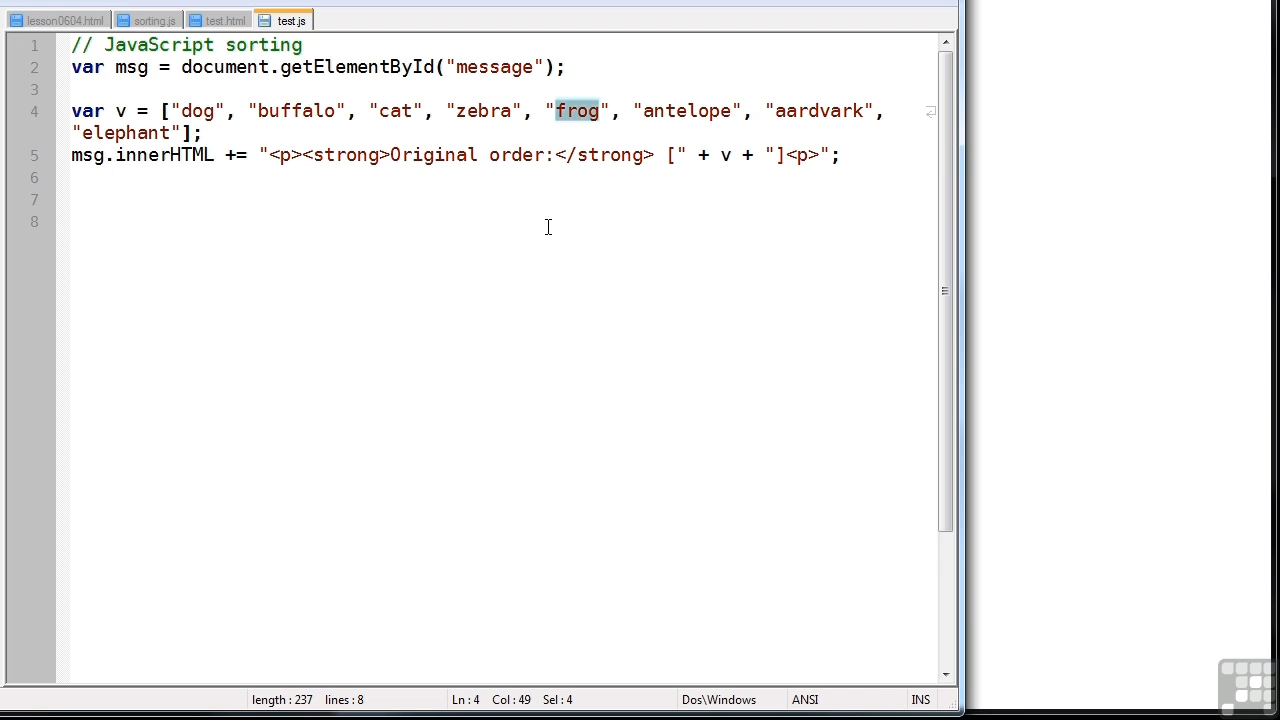 lesson0604.html sorting.js test.html test.js
1 // JavaScript sorting
2 var msg = document.getElementById("message");
3
4 var v = ["dog", "buffalo", "cat", "zebra", "frog", "antelope", "aardvark",
"elephant"];
5 msg.innerHTML += "<p><strong>Original order:</strong> [" + v + "]<p>";
6
7
8
length : 237 lines : 8 Ln : 4 Col : 49 Sel : 4 Dos\Windows ANSI INS